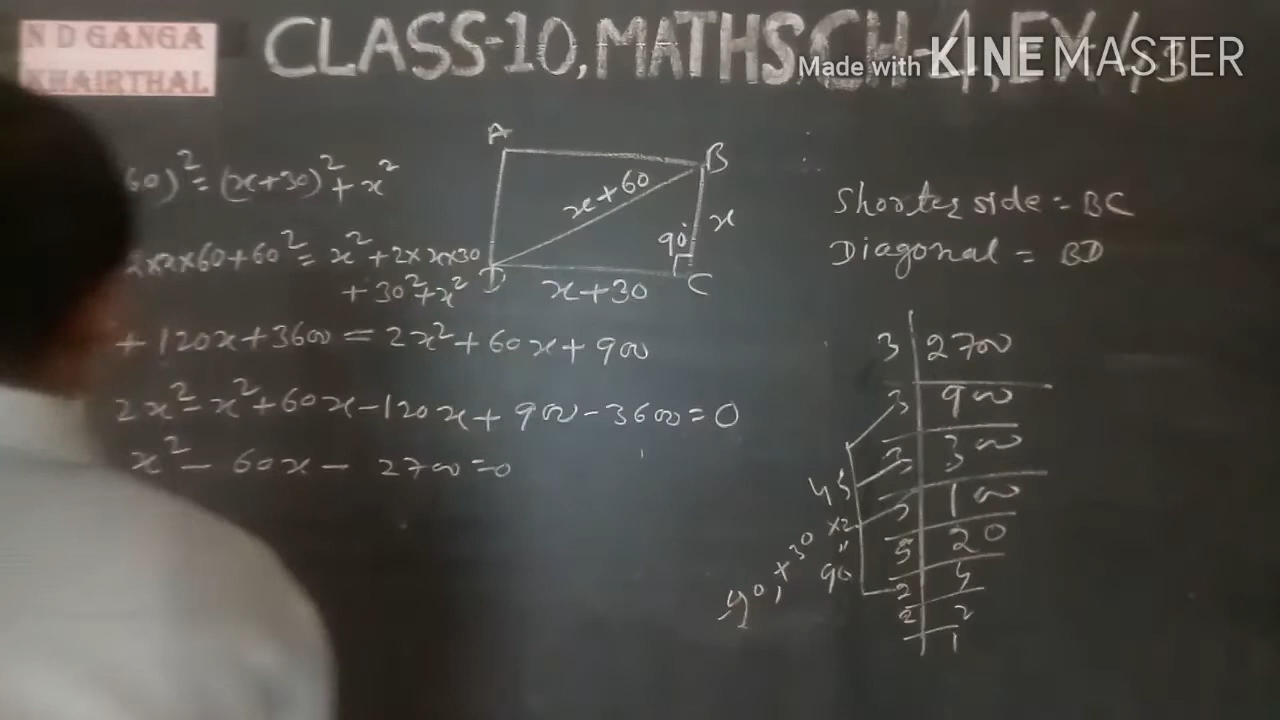 N D GANGA
KHAIRTHAL
CLASS-10, MATHS, CH-4, EX-4.3
Made with KINEMASTER
60)² = (x+30)² + x²
2×x×60+60² = x²+2×x×30
+ 30²+x²
+ 120x+3600 = 2x²+60x+900
2x²-x²+60x-120x+900-3600=0
x²- 60x- 2700=0
A
B
x+60
x
90°
D
x+30
C
Shorter side = BC
Diagonal = BD
3 2700
3 900
3 300
5 100
5 20
2 4
2 2
1
45
×2
"
90
90, +30